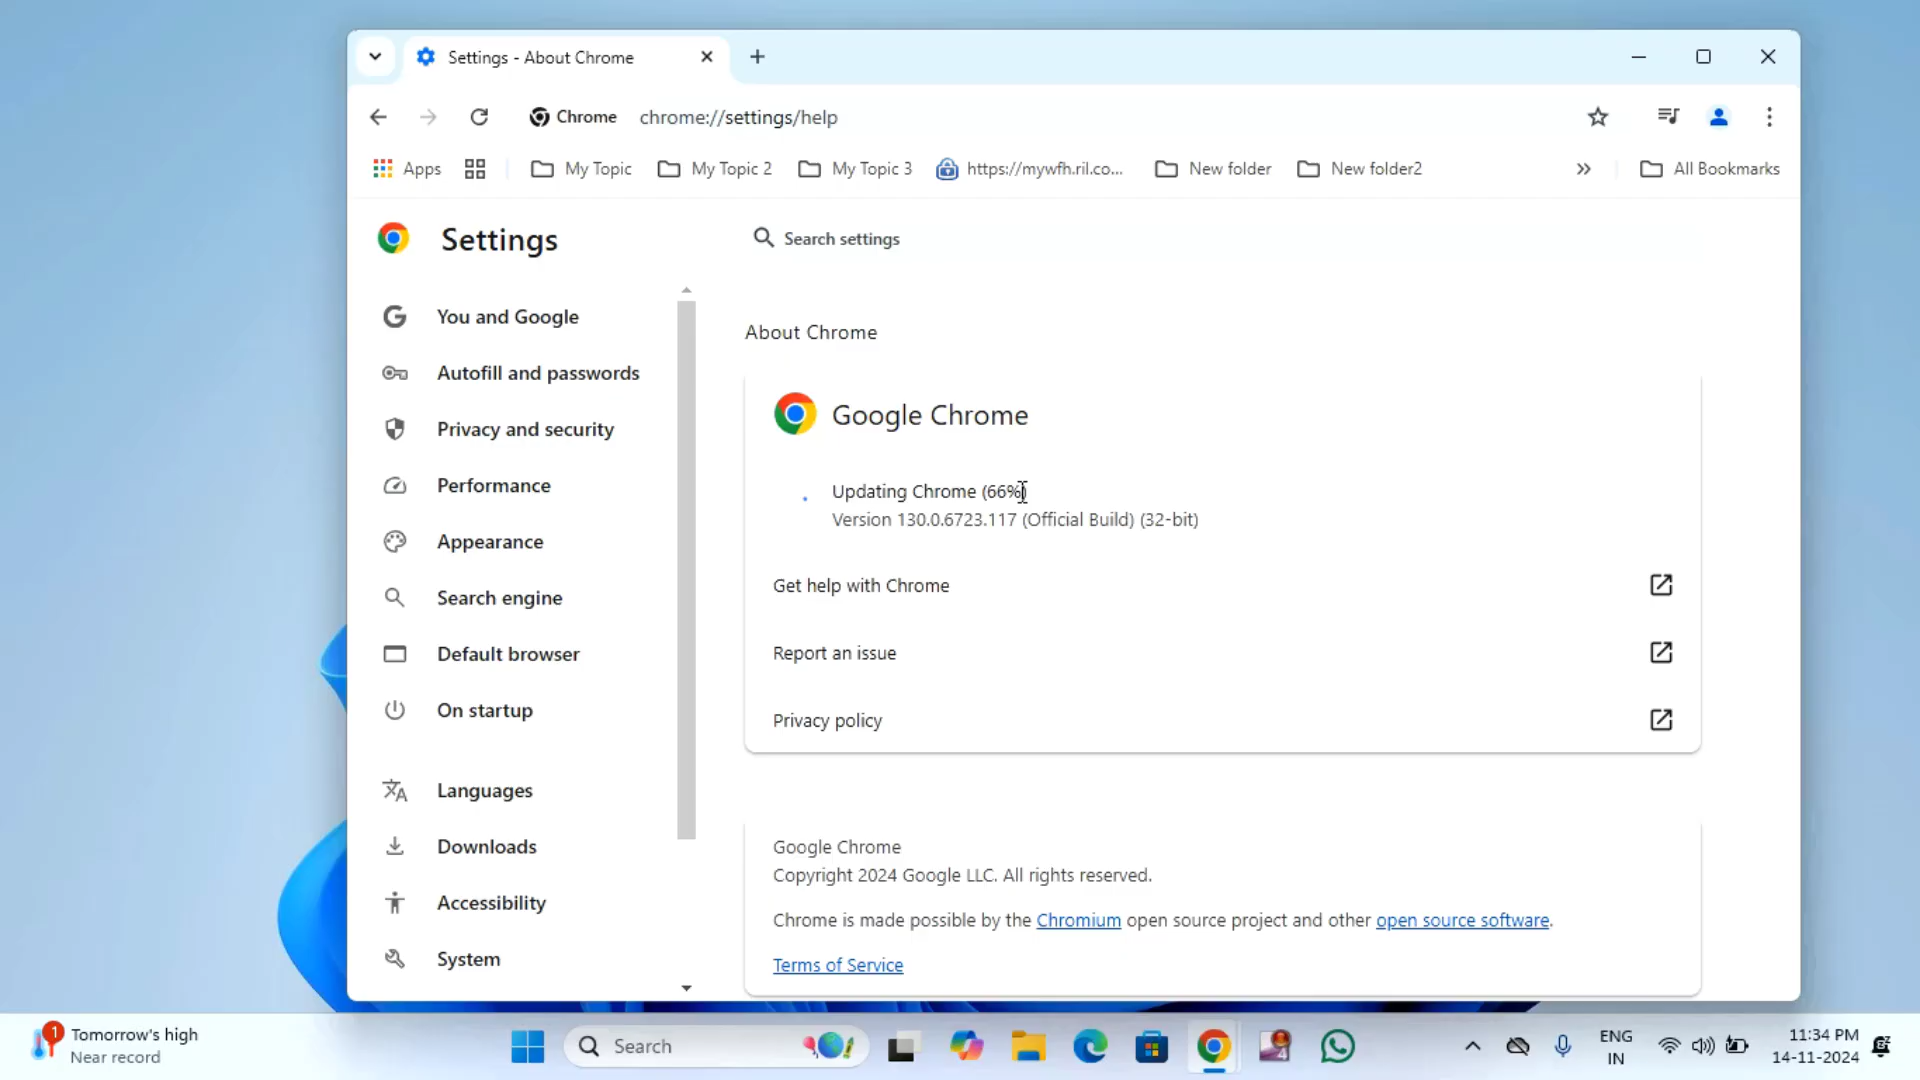 Settings - About Chrome
Chrome chrome://settings/help
Apps My Topic My Topic 2 My Topic 3 https://mywfh.ril.co... New folder New folder2 All Bookmarks
Settings
Search settings
You and Google
Autofill and passwords
Privacy and security
Performance
Appearance
Search engine
Default browser
On startup
Languages
Downloads
Accessibility
System
About Chrome
Google Chrome
Updating Chrome (66%)
Version 130.0.6723.117 (Official Build) (32-bit)
Get help with Chrome
Report an issue
Privacy policy
Google Chrome
Copyright 2024 Google LLC. All rights reserved.
Chrome is made possible by the Chromium open source project and other open source software.
Terms of Service
1
Tomorrow's high
Near record
Search
4
ENG
IN
11:34 PM
14-11-2024